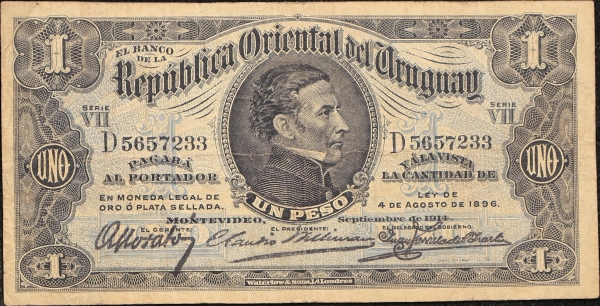 1 1
EL BANCO
DE LA
República Oriental del Uruguay
SERIE SERIE
VII VII
D 5657233 D 5657233
UNO UNO
PAGARÁ Y A LA VISTA
AL PORTADOR LA CANTIDAD DE
EN MONEDA LEGAL DE LEY DE
ORO Ó PLATA SELLADA. 4 DE AGOSTO DE 1896.
UN PESO
MONTEVIDEO, Septiembre de 1914.
EL GERENTE: EL PRESIDENTE: EL DELEGADO DEL GOBIERNO.
1 1
Waterlow & Sons, Ld Londres